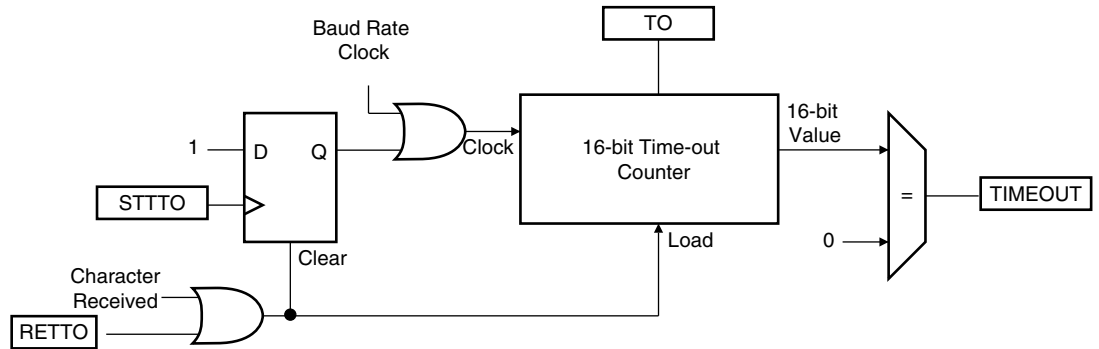 TO
Baud Rate
Clock
16-bit
Value
1
D
Q
Clock
16-bit Time-out
Counter
=
TIMEOUT
STTTO
Clear
Load
0
Character
Received
RETTO